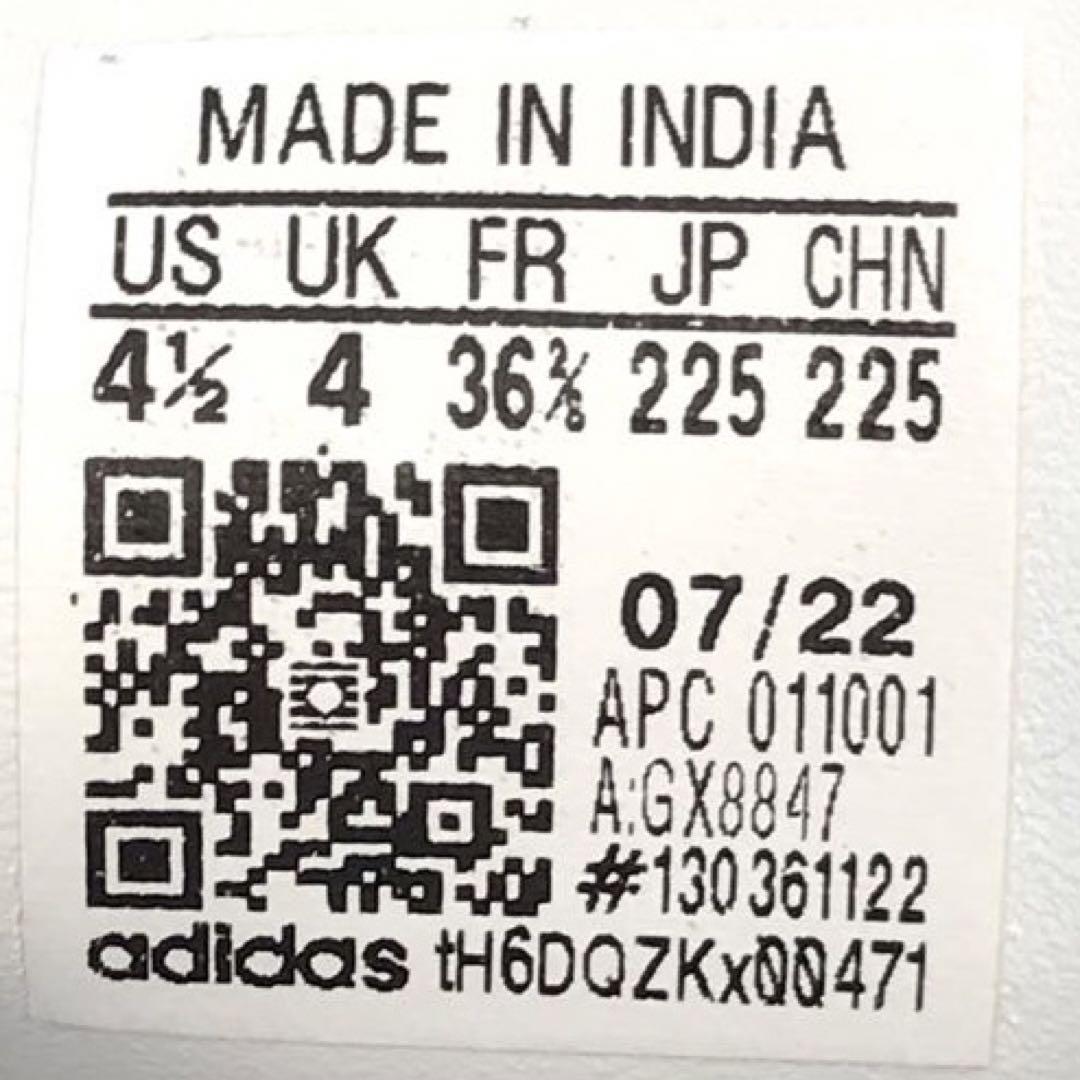 MADE IN INDIA
US UK FR JP CHN
4½ 4 36⅔ 225 225
07/22
APC 011001
A:GX8847
#130361122
adidas tH6DQZKx00471